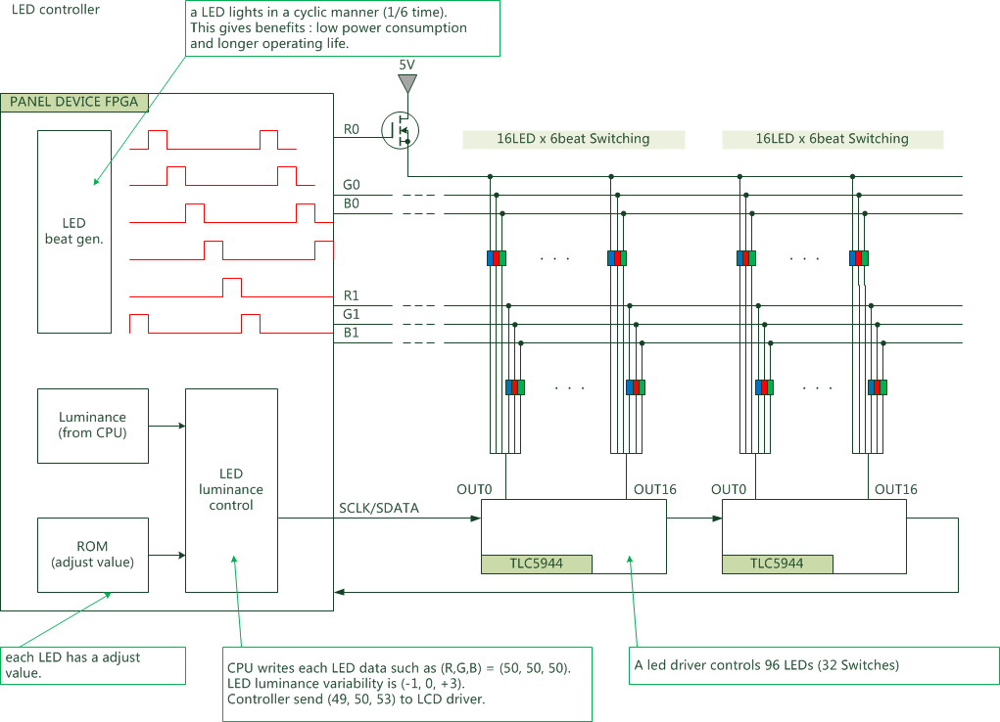 LED controller
a LED lights in a cyclic manner (1/6 time).
This gives benefits : low power consumption
and longer operating life.
5V
PANEL DEVICE FPGA
R0
16LED x 6beat Switching
16LED x 6beat Switching
G0
B0
LED
beat gen.
. . .
. . .
R1
G1
B1
. . .
. . .
Luminance
(from CPU)
LED
luminance
control
OUT0
OUT16
OUT0
OUT16
SCLK/SDATA
ROM
(adjust value)
TLC5944
TLC5944
each LED has a adjust
value.
CPU writes each LED data such as (R,G,B) = (50, 50, 50).
LED luminance variability is (-1, 0, +3).
Controller send (49, 50, 53) to LCD driver.
A led driver controls 96 LEDs (32 Switches)